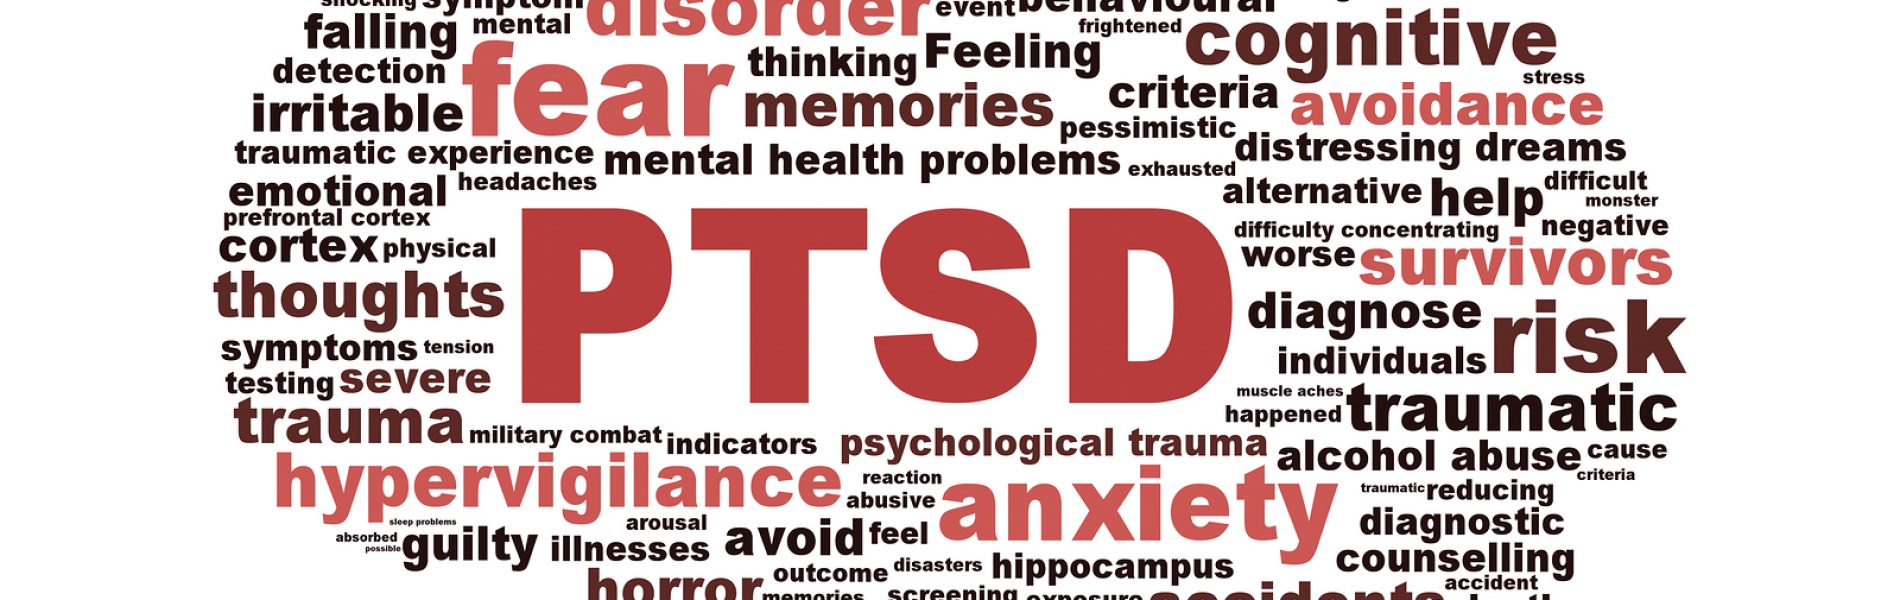 shocking symptom disorder event behavioural
falling mental frightened cognitive
fear thinking Feeling
detection stress
irritable memories criteria avoidance
pessimistic
traumatic experience mental health problems exhausted distressing dreams
emotional headaches alternative help difficult
monster
prefrontal cortex difficulty concentrating negative
cortex physical PTSD worse survivors
thoughts diagnose risk
symptoms tension individuals
testing severe muscle aches
trauma happened traumatic
military combat indicators psychological trauma alcohol abuse cause
hypervigilance reaction anxiety criteria
abusive traumatic reducing
sleep problems arousal avoid feel diagnostic
absorbed guilty illnesses counselling
possible disasters hippocampus
horror outcome accident
memories screening exposure accidents